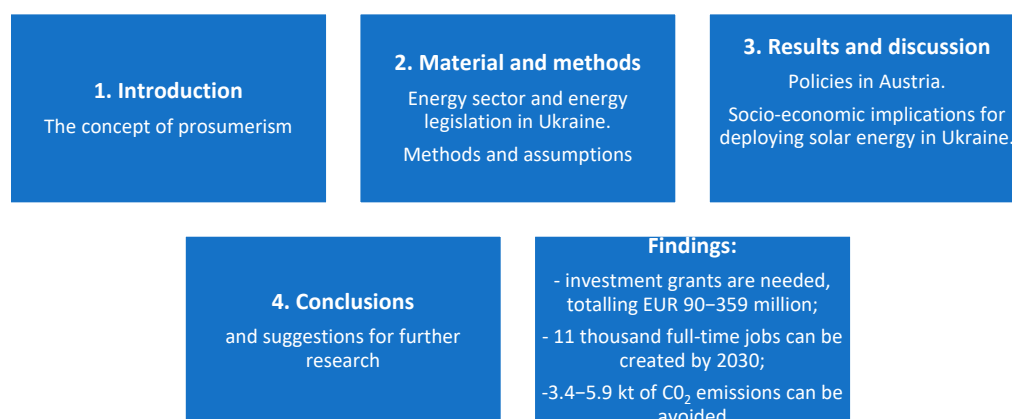 1. Introduction
The concept of prosumerism
2. Material and methods
Energy sector and energy
legislation in Ukraine.
Methods and assumptions
3. Results and discussion
Policies in Austria.
Socio-economic implications for
deploying solar energy in Ukraine.
4. Conclusions
and suggestions for further
research
Findings:
- investment grants are needed,
totalling EUR 90−359 million;
- 11 thousand full-time jobs can be
created by 2030;
-3.4−5.9 kt of C0₂ emissions can be
avoided